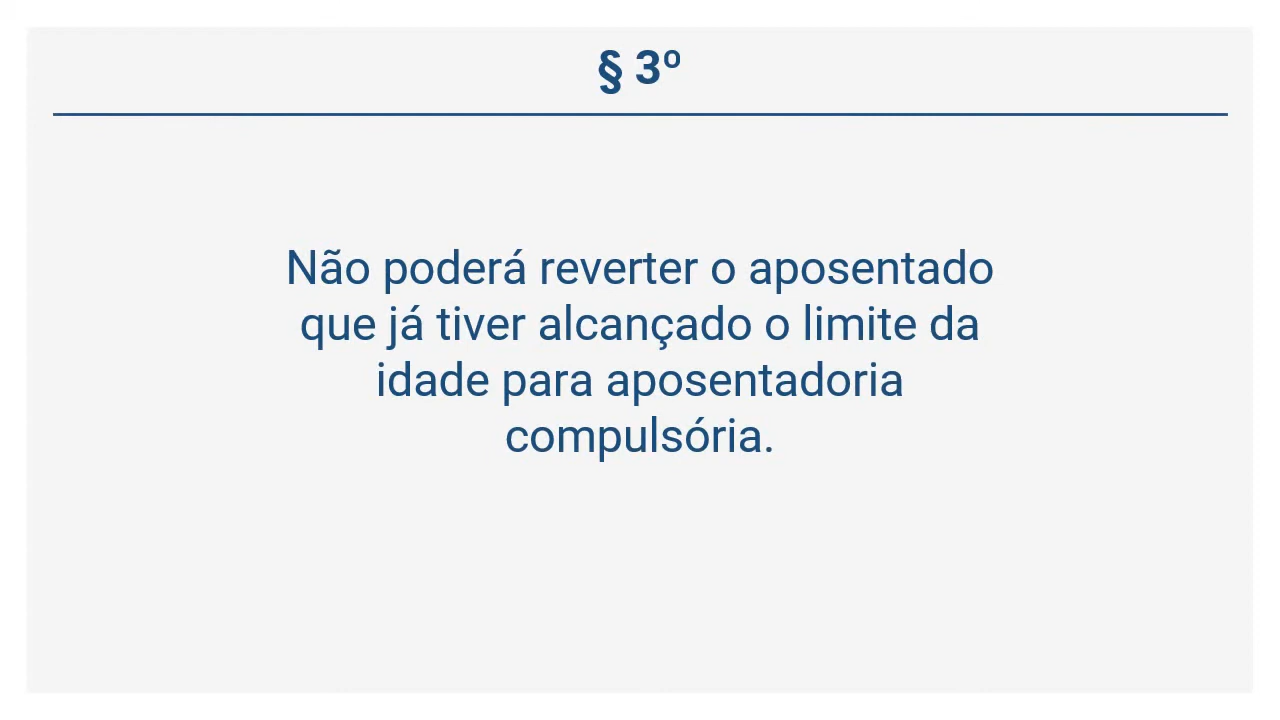 § 3º
Não poderá reverter o aposentado
que já tiver alcançado o limite da
idade para aposentadoria
compulsória.